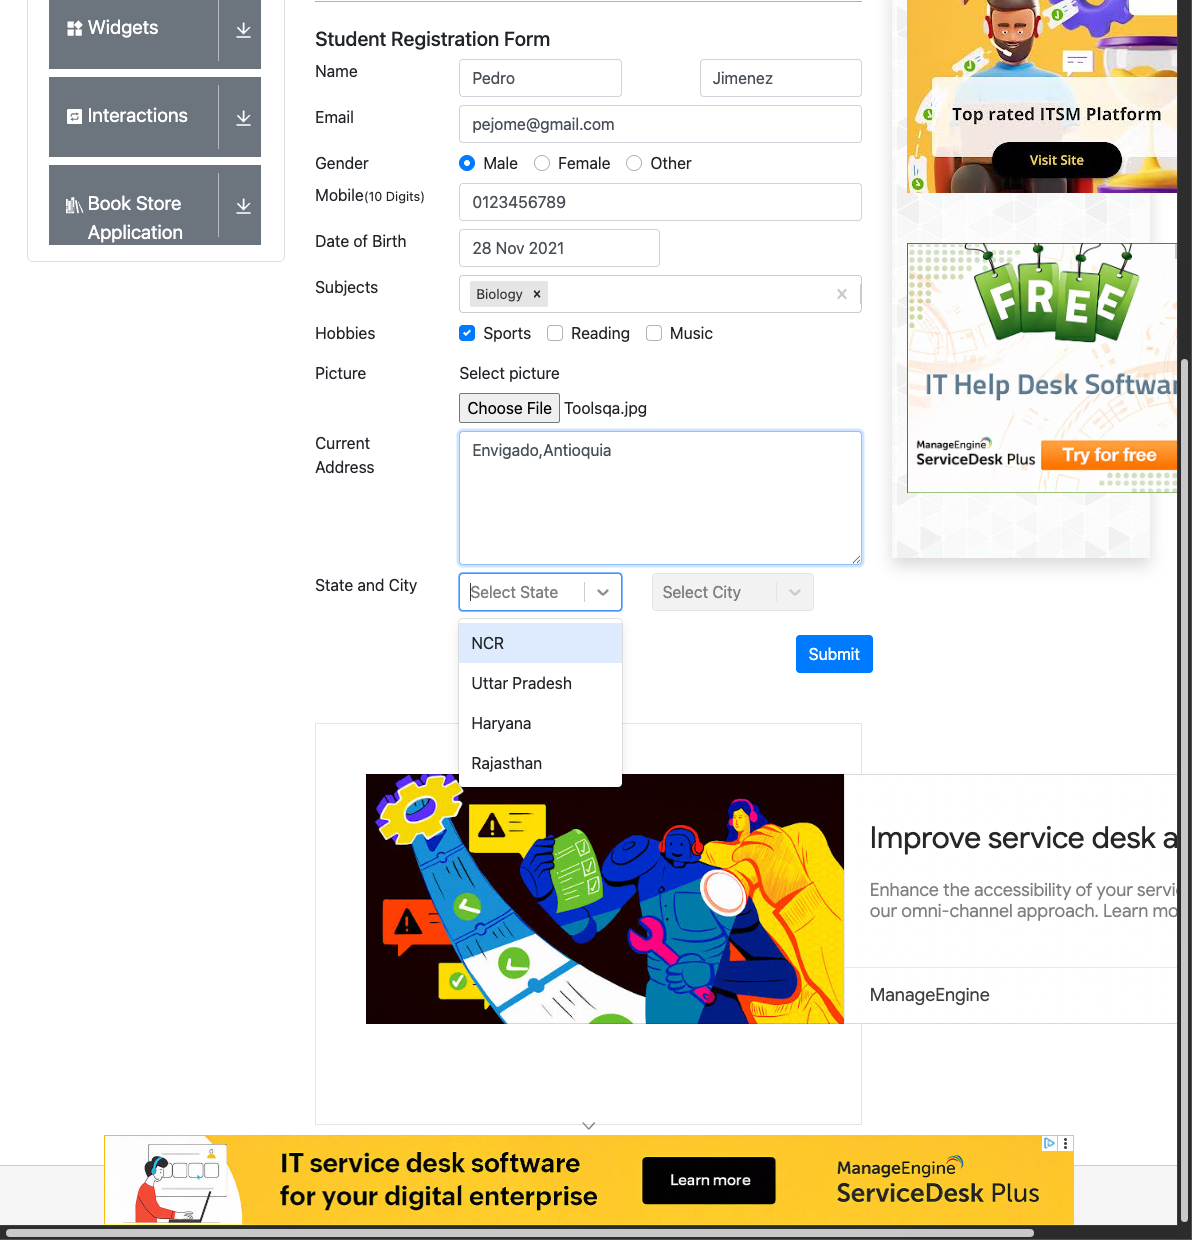 Widgets
Interactions
Book Store
Application
Student Registration Form
Name
Pedro
Jimenez
Email
pejome@gmail.com
Gender
Male
Female
Other
Mobile(10 Digits)
0123456789
Date of Birth
28 Nov 2021
Subjects
Biology ×
Hobbies
Sports
Reading
Music
Picture
Select picture
Choose File Toolsqa.jpg
Current
Address
Envigado,Antioquia
State and City
Select State
Select City
NCR
Uttar Pradesh
Haryana
Rajasthan
Submit
Top rated ITSM Platform
Visit Site
FREE
IT Help Desk Softwar
ManageEngine
ServiceDesk Plus
Try for free
Improve service desk a
Enhance the accessibility of your servi
our omni-channel approach. Learn mo
ManageEngine
IT service desk software
for your digital enterprise
Learn more
ManageEngine
ServiceDesk Plus